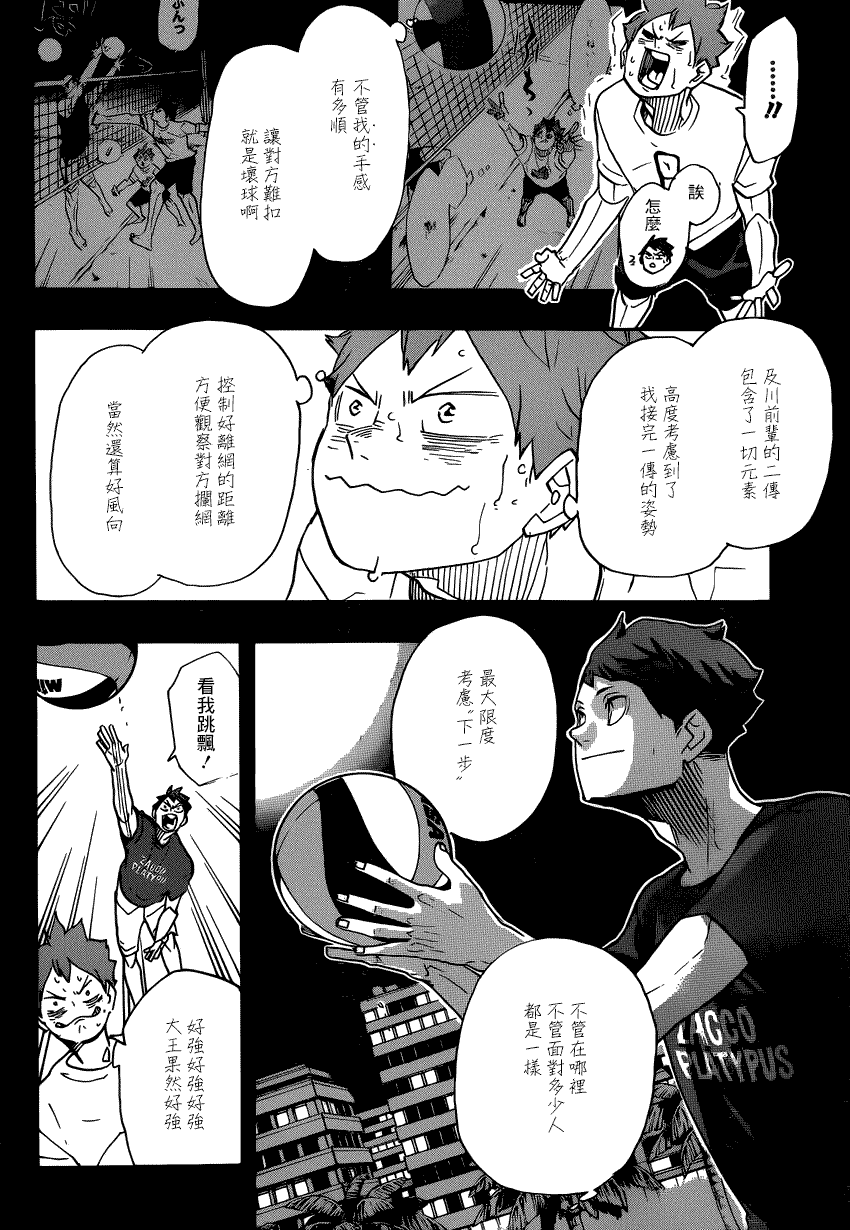 ……!!
誒
怎麼
不管我的手感
有多順
讓對方難扣
就是壞球啊
ぷんっ
及川前輩的二傳
包含了一切元素
高度考慮到了
我接完一傳的姿勢
控制好離網的距離
方便觀察對方攔網
當然還算好風向
最大限度
考慮"下一步"
ZACCO
PLATYPUS
不管在哪裡
不管面對多少人
都是一樣
看我跳飄!
ZACCO
PLATYPU
好強好強好強
大王果然好強